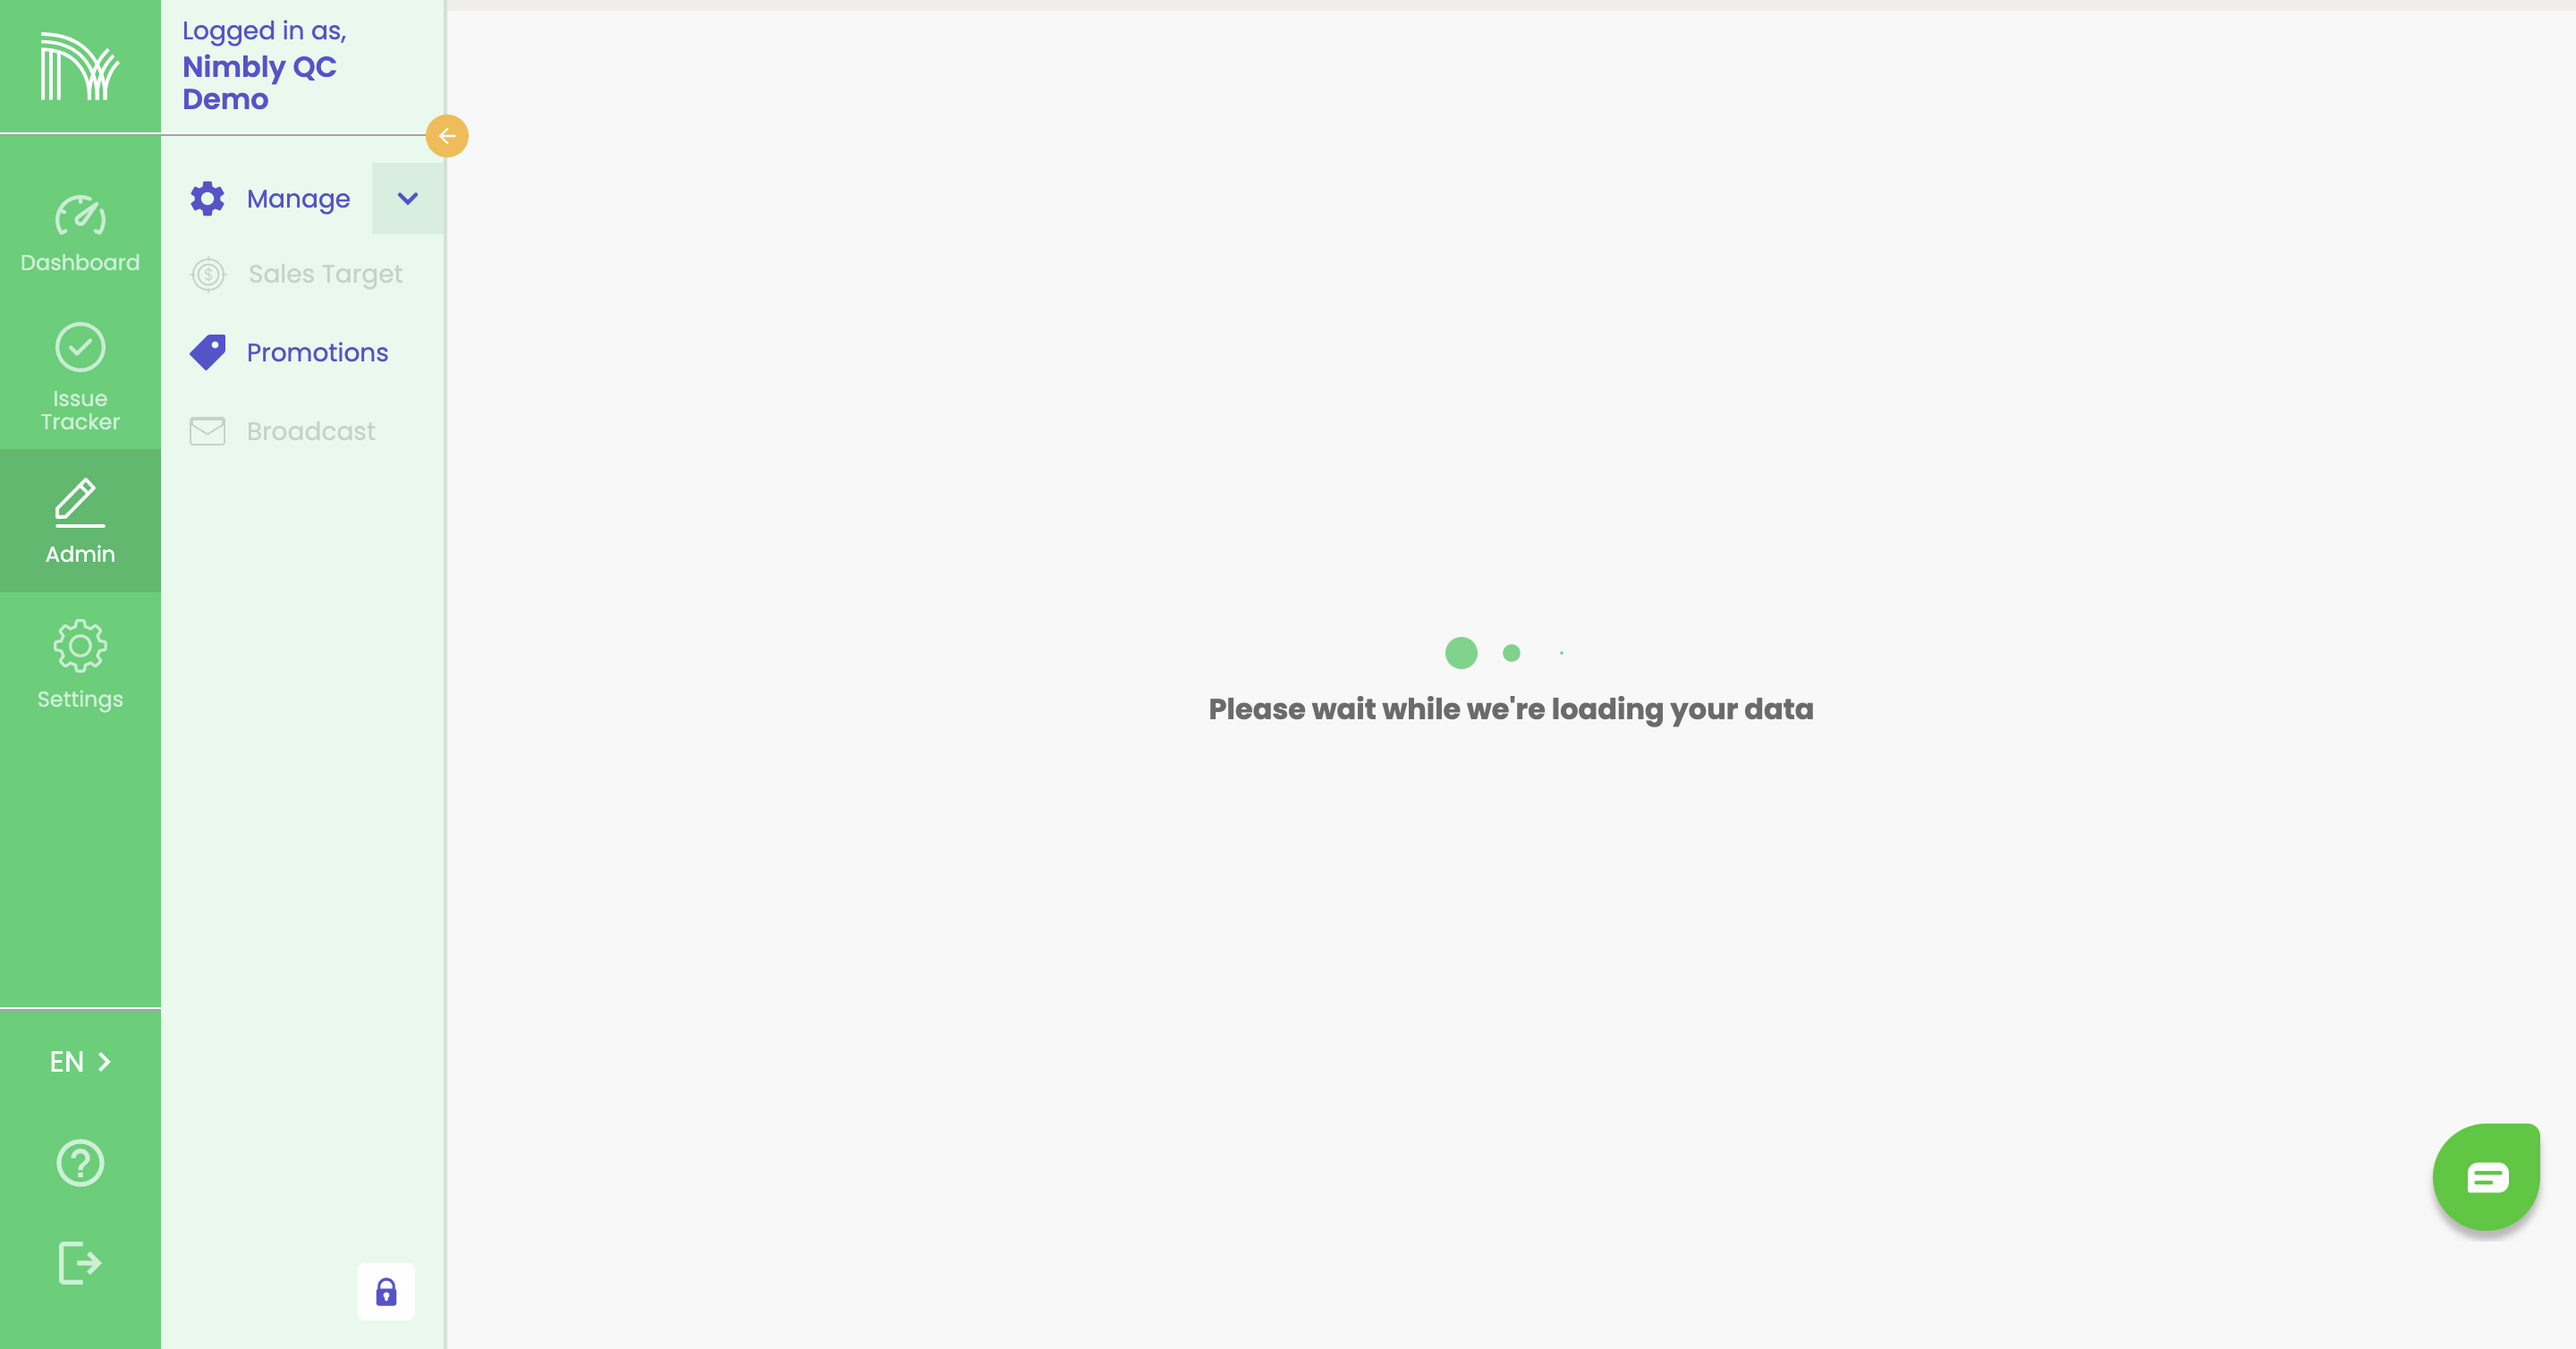 Logged in as,
Nimbly QC
Demo
Dashboard
Issue
Tracker
Admin
Settings
EN
Manage
Sales Target
Promotions
Broadcast
Please wait while we're loading your data